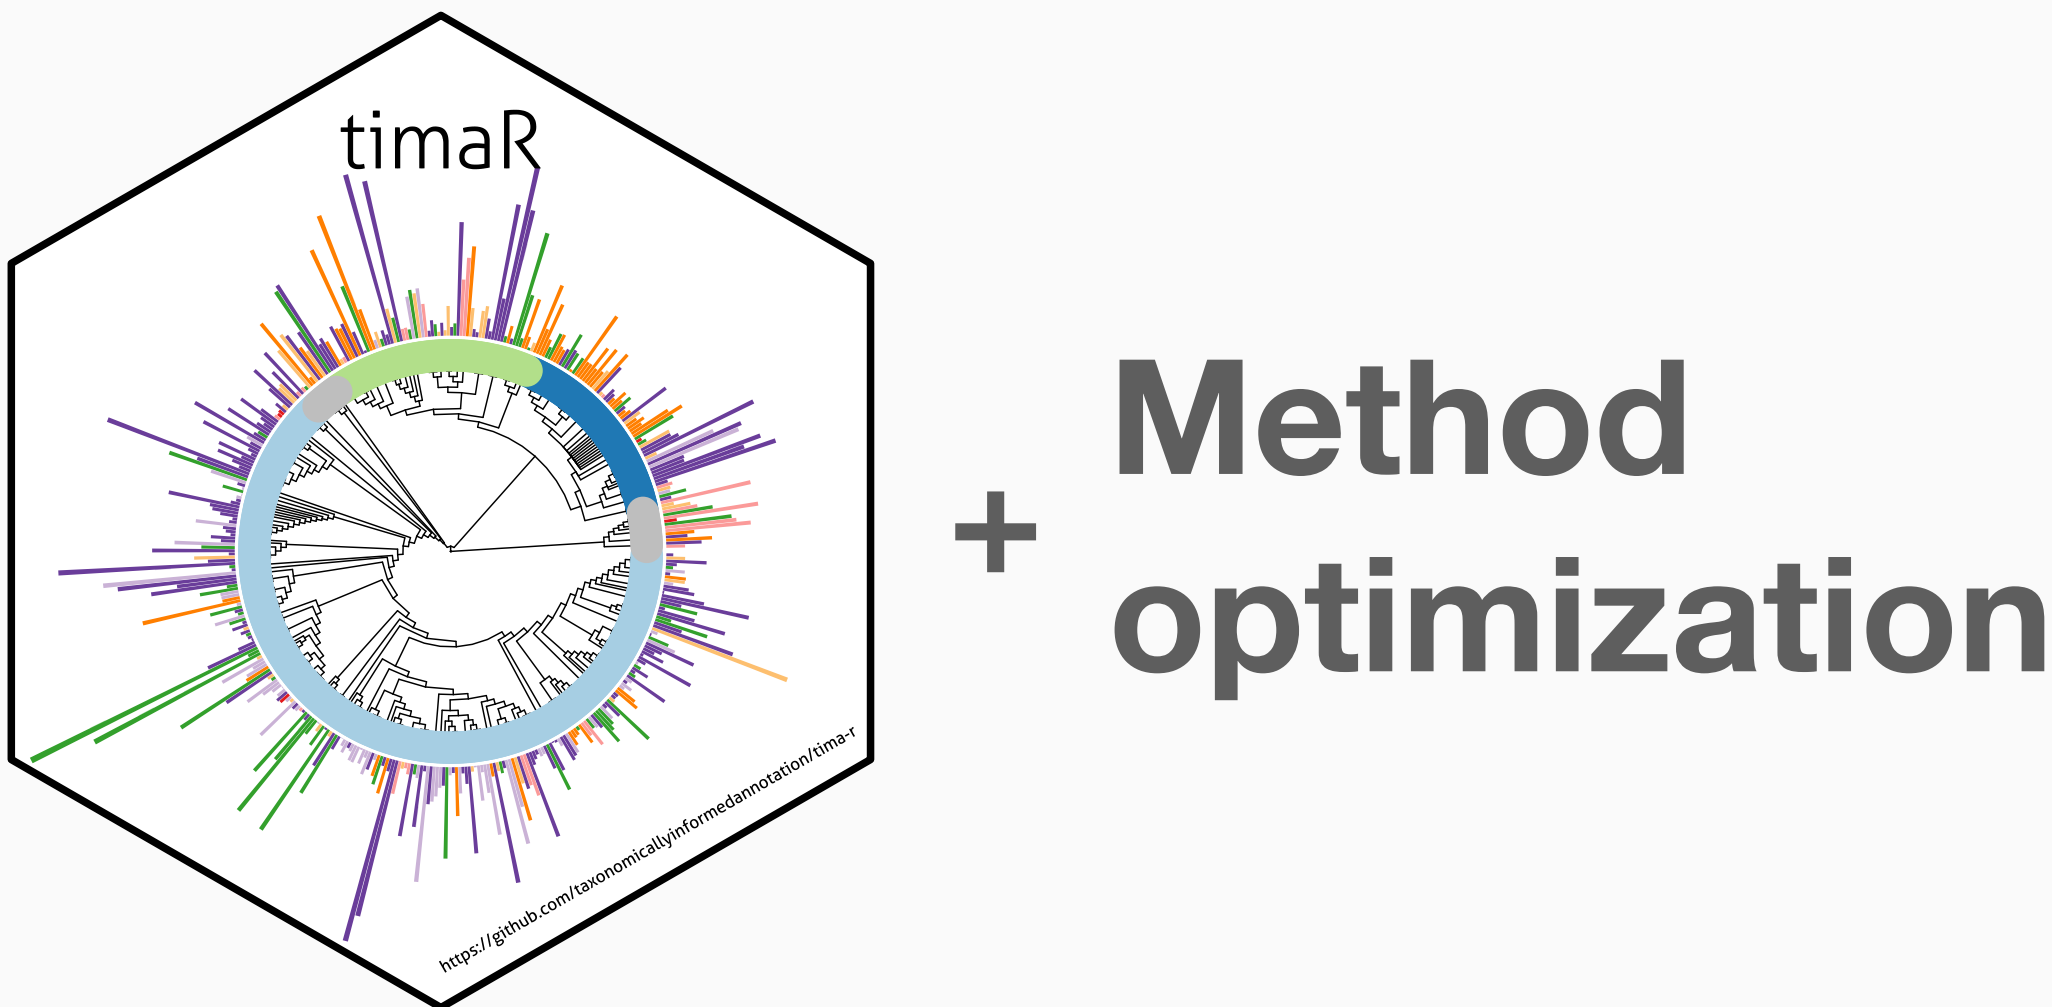 timaR
https://github.com/taxonomicallyinformedannotation/tima-r
+
Method
optimization